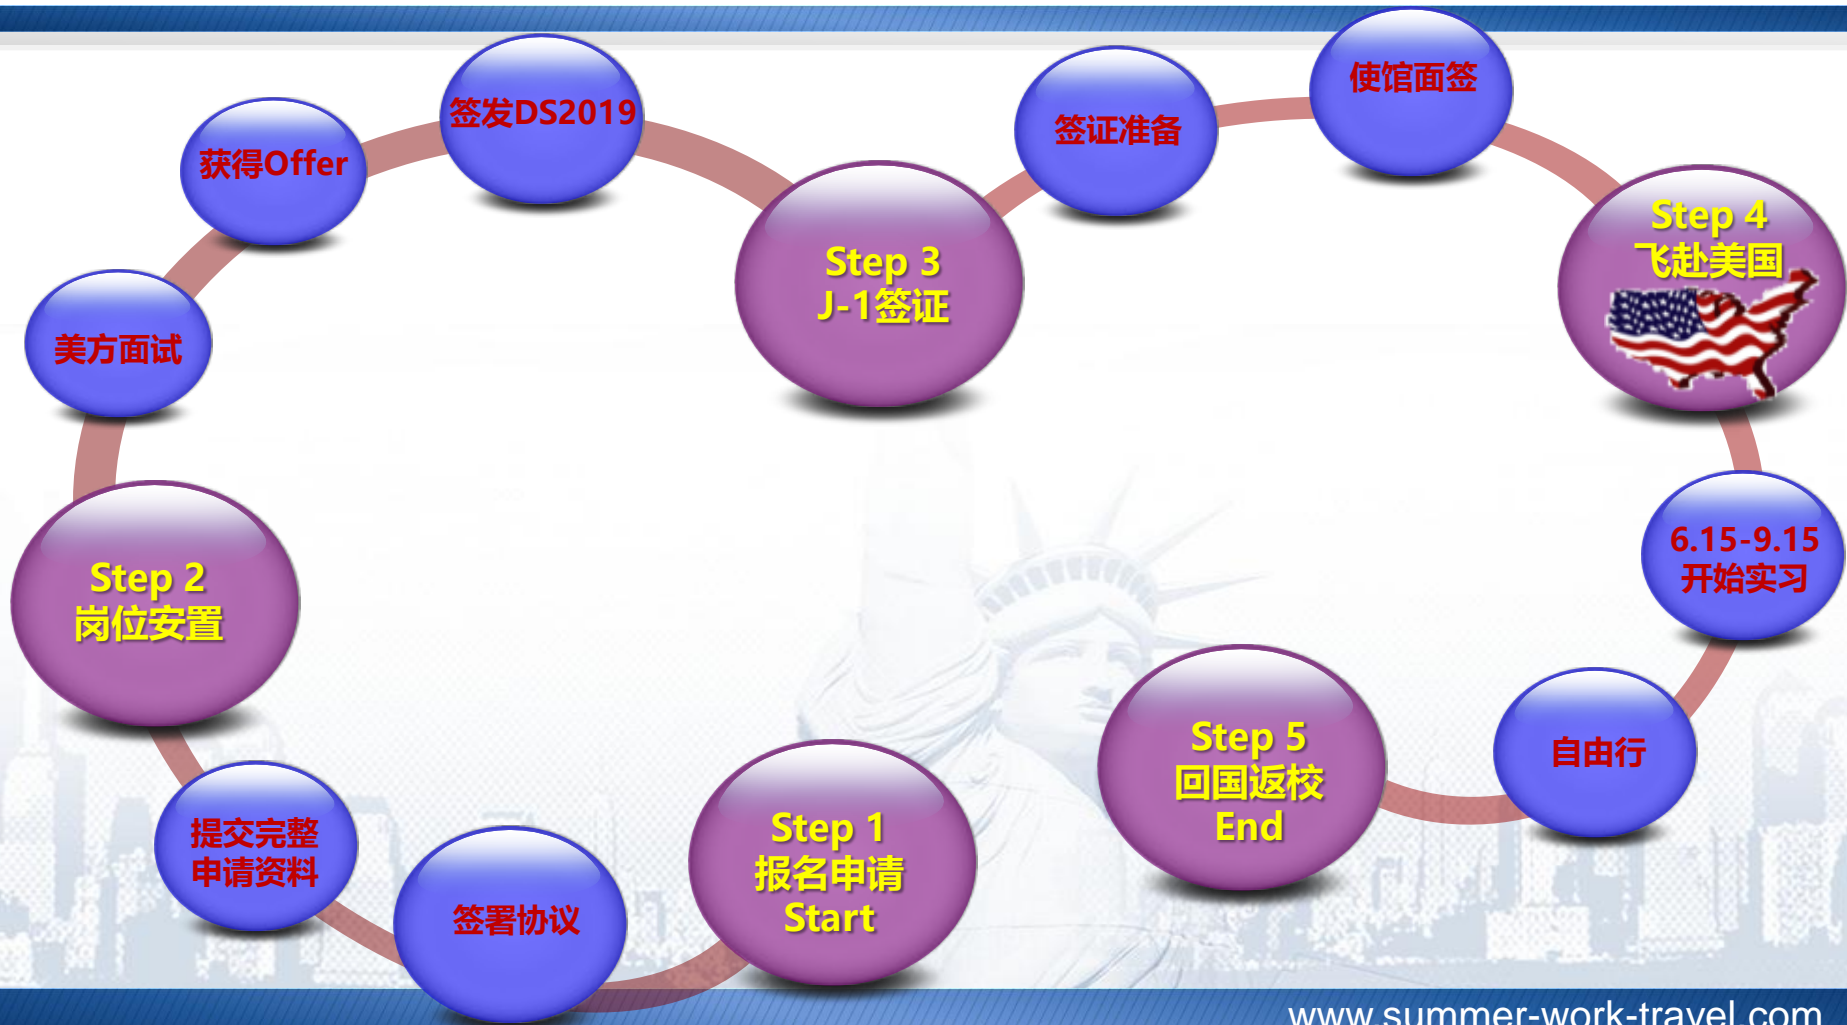 Step 1
报名申请
Start
签署协议
提交完整
申请资料
Step 2
岗位安置
美方面试
获得Offer
签发DS2019
Step 3
J-1签证
签证准备
使馆面签
Step 4
飞赴美国
6.15-9.15
开始实习
自由行
Step 5
回国返校
End
www.summer-work-travel.com